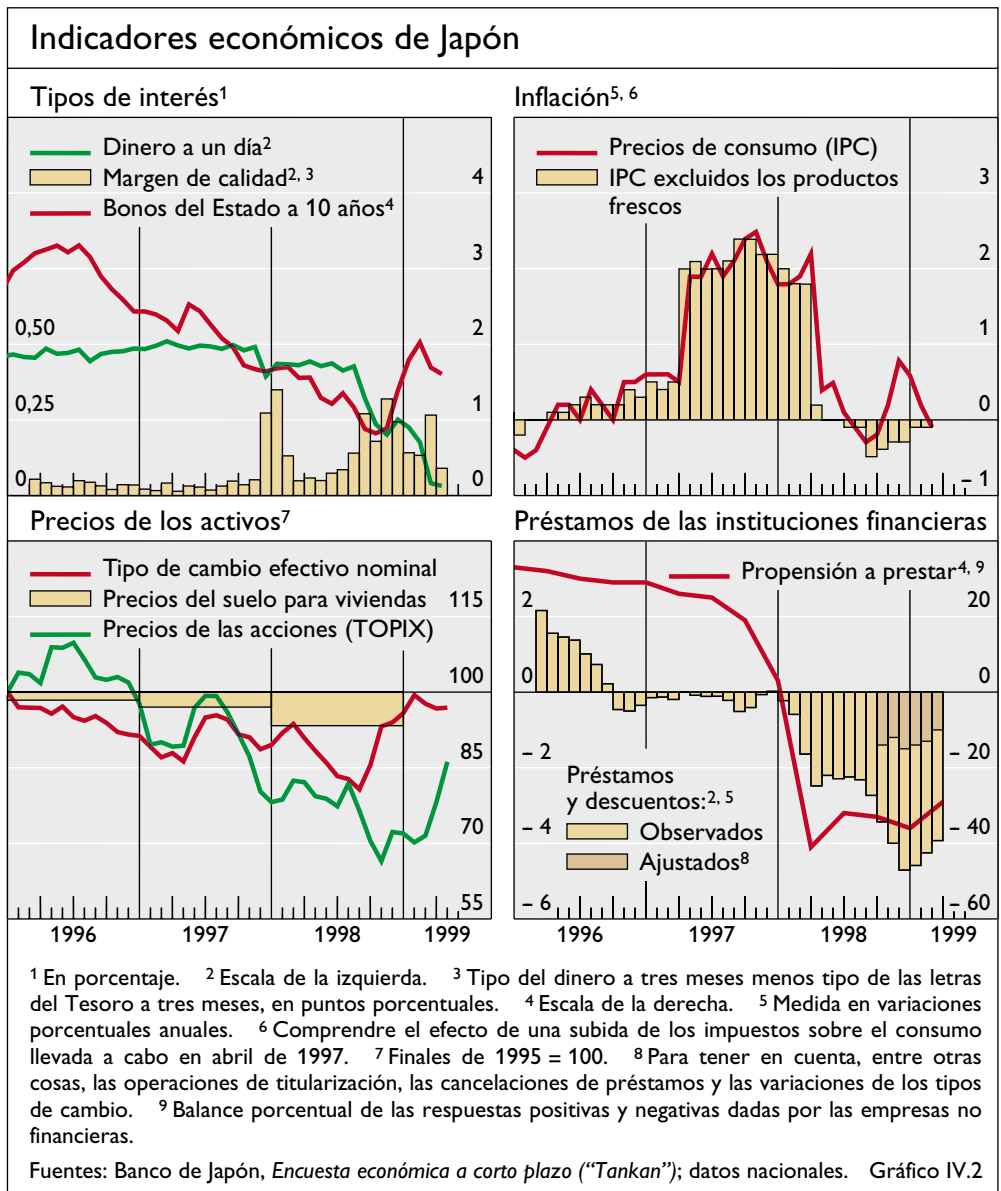 Indicadores económicos de Japón
Tipos de interés1
Dinero a un día2
Margen de calidad2, 3
Bonos del Estado a 10 años4
4
3
2
1
0
0,50
0,25
0
Inflación5, 6
Precios de consumo (IPC)
IPC excluidos los productos
frescos
3
2
1
0
– 1
Precios de los activos7
Tipo de cambio efectivo nominal
Precios del suelo para viviendas
Precios de las acciones (TOPIX)
115
100
85
70
55
1996 1997 1998 1999
Préstamos de las instituciones financieras
Propensión a prestar4, 9
2
0
– 2
– 4
– 6
20
0
– 20
– 40
– 60
Préstamos
y descuentos:2, 5
Observados
Ajustados8
1996 1997 1998 1999
1 En porcentaje. 2 Escala de la izquierda. 3 Tipo del dinero a tres meses menos tipo de las letras
del Tesoro a tres meses, en puntos porcentuales. 4 Escala de la derecha. 5 Medida en variaciones
porcentuales anuales. 6 Comprendre el efecto de una subida de los impuestos sobre el consumo
llevada a cabo en abril de 1997. 7 Finales de 1995 = 100. 8 Para tener en cuenta, entre otras
cosas, las operaciones de titularización, las cancelaciones de préstamos y las variaciones de los tipos
de cambio. 9 Balance porcentual de las respuestas positivas y negativas dadas por las empresas no
financieras.
Fuentes: Banco de Japón, Encuesta económica a corto plazo (“Tankan”); datos nacionales. Gráfico IV.2